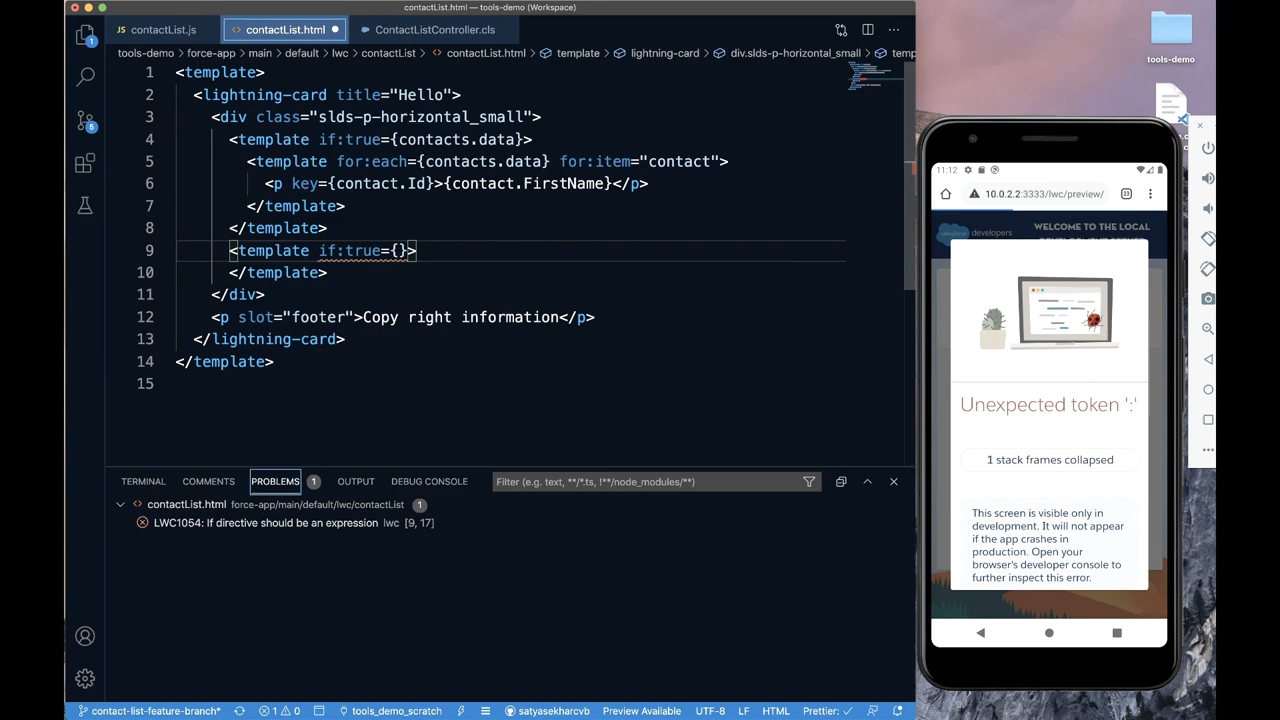 contactList.html — tools-demo (Workspace)
JS contactList.js
<> contactList.html
ContactListController.cls
tools-demo > force-app > main > default > lwc > contactList > <> contactList.html > template > lightning-card > div.slds-p-horizontal_small > temp
1 <template>
2 <lightning-card title="Hello">
3 <div class="slds-p-horizontal_small">
4 <template if:true={contacts.data}>
5 <template for:each={contacts.data} for:item="contact">
6 <p key={contact.Id}>{contact.FirstName}</p>
7 </template>
8 </template>
9 <template if:true={}>
10 </template>
11 </div>
12 <p slot="footer">Copy right information</p>
13 </lightning-card>
14 </template>
15
1
5
TERMINAL COMMENTS PROBLEMS 1 OUTPUT DEBUG CONSOLE
Filter (e.g. text, **/*.ts, !**/node_modules/**)
<> contactList.html force-app/main/default/lwc/contactList 1
LWC1054: If directive should be an expression lwc [9, 17]
contact-list-feature-branch* 1 0 tools_demo_scratch satyasekharcvb Preview Available UTF-8 LF HTML Prettier: ✓
tools-demo
11:12
10.0.2.2:3333/lwc/preview/
23
developers
WELCOME TO THE LOCAL
Unexpected token ':'
1 stack frames collapsed
This screen is visible only in
development. It will not appear
if the app crashes in
production. Open your
browser's developer console to
further inspect this error.